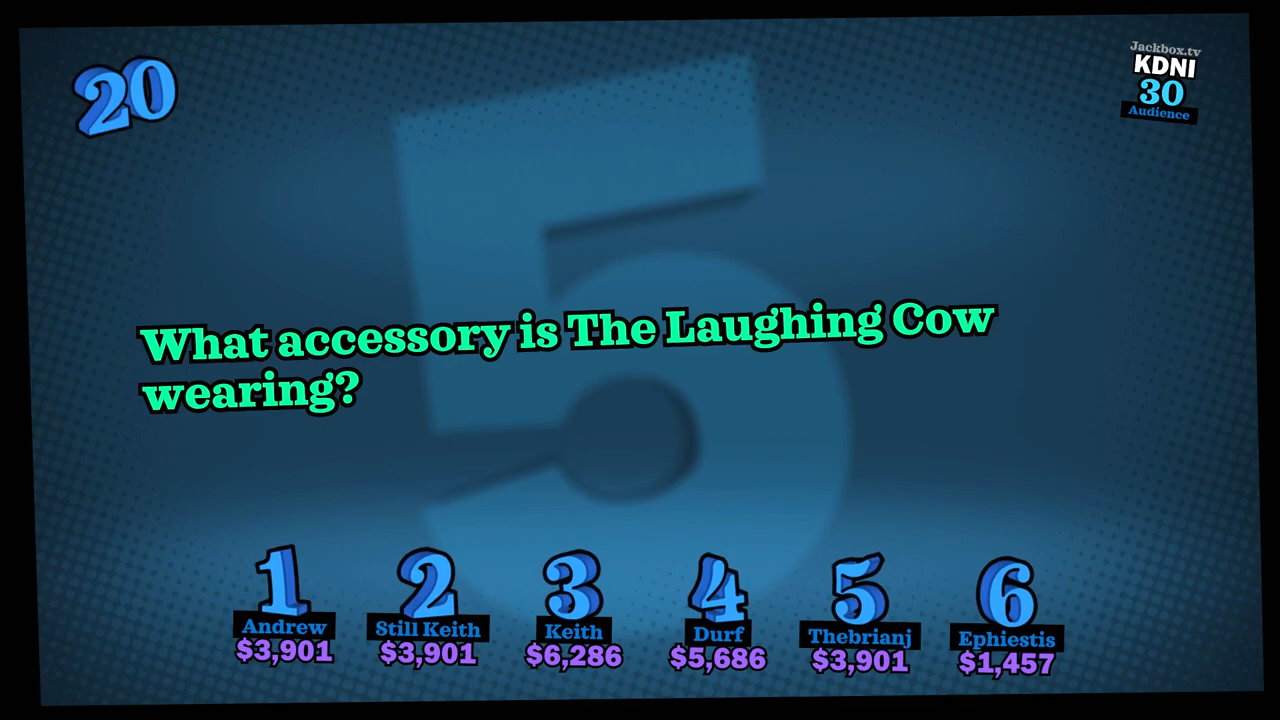 20
Jackbox.tv
KDNI
30
Audience
5
What accessory is The Laughing Cow
wearing?
1 2 3 4 5 6
Andrew Still Keith Keith Durf Thebrianj Ephiestis
$3,901 $3,901 $6,286 $5,686 $3,901 $1,457